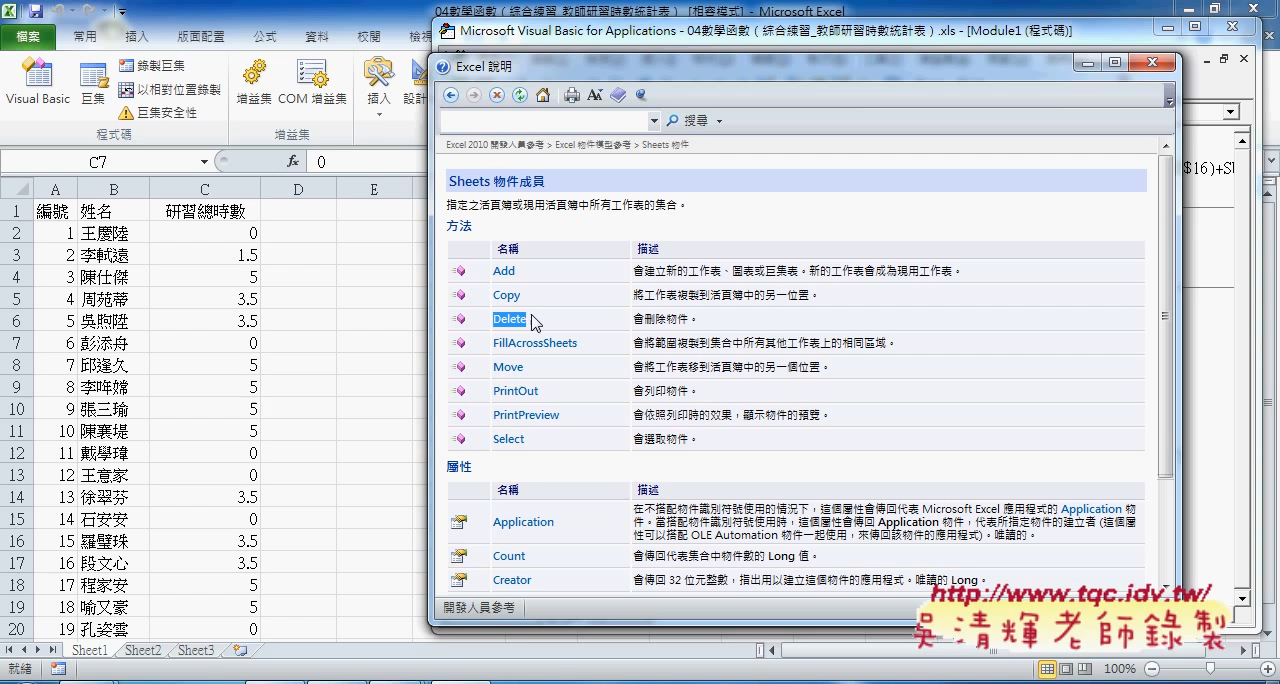 04數學函數（綜合練習_教師研習時數統計表） [相容模式] - Microsoft Excel
檔案 常用 插入 版面配置 公式 資料 校閱 檢視
Visual Basic 巨集 錄製巨集 以相對位置錄製 巨集安全性 增益集 COM 增益集 插入
程式碼 增益集
C7 fx 0
A B C D E
1 編號 姓名 研習總時數
2 1 王慶陸 0
3 2 李軾遠 1.5
4 3 陳仕傑 5
5 4 周苑蒂 3.5
6 5 吳煦陞 3.5
7 6 彭添舟 0
8 7 邱逢久 5
9 8 李哖嫆 5
10 9 張三瑜 5
11 10 陳襄堤 5
12 11 戴學瑋 0
13 12 王意家 0
14 13 徐翠芬 3.5
15 14 石安安 0
16 15 羅璧珠 3.5
17 16 段文心 3.5
18 17 程家安 5
19 18 喻又豪 5
20 19 孔姿雲 0
Sheet1 Sheet2 Sheet3
就緒 100%
Microsoft Visual Basic for Applications - 04數學函數（綜合練習_教師研習時數統計表）.xls - [Module1 (程式碼)]
$16)+S
Excel 說明
搜尋
Excel 2010 開發人員參考 > Excel 物件模型參考 > Sheets 物件
Sheets 物件成員
指定之活頁簿或現用活頁簿中所有工作表的集合。
方法
名稱 描述
Add 會建立新的工作表、圖表或巨集表。新的工作表會成為現用工作表。
Copy 將工作表複製到活頁簿中的另一位置。
Delete 會刪除物件。
FillAcrossSheets 會將範圍複製到集合中所有其他工作表上的相同區域。
Move 會將工作表移到活頁簿中的另一個位置。
PrintOut 會列印物件。
PrintPreview 會依照列印時的效果，顯示物件的預覽。
Select 會選取物件。
屬性
名稱 描述
Application 在不搭配物件識別符號使用的情況下，這個屬性會傳回代表 Microsoft Excel 應用程式的 Application 物
件。當搭配物件識別符號使用時，這個屬性會傳回 Application 物件，代表所指定物件的建立者 (這個屬
性可以搭配 OLE Automation 物件一起使用，來傳回該物件的應用程式)。唯讀的。
Count 會傳回代表集合中物件數的 Long 值。
Creator 會傳回 32 位元整數，指出用以建立這個物件的應用程式。唯讀的 Long。
開發人員參考
http://www.tqc.idv.tw/
吳清輝老師錄製